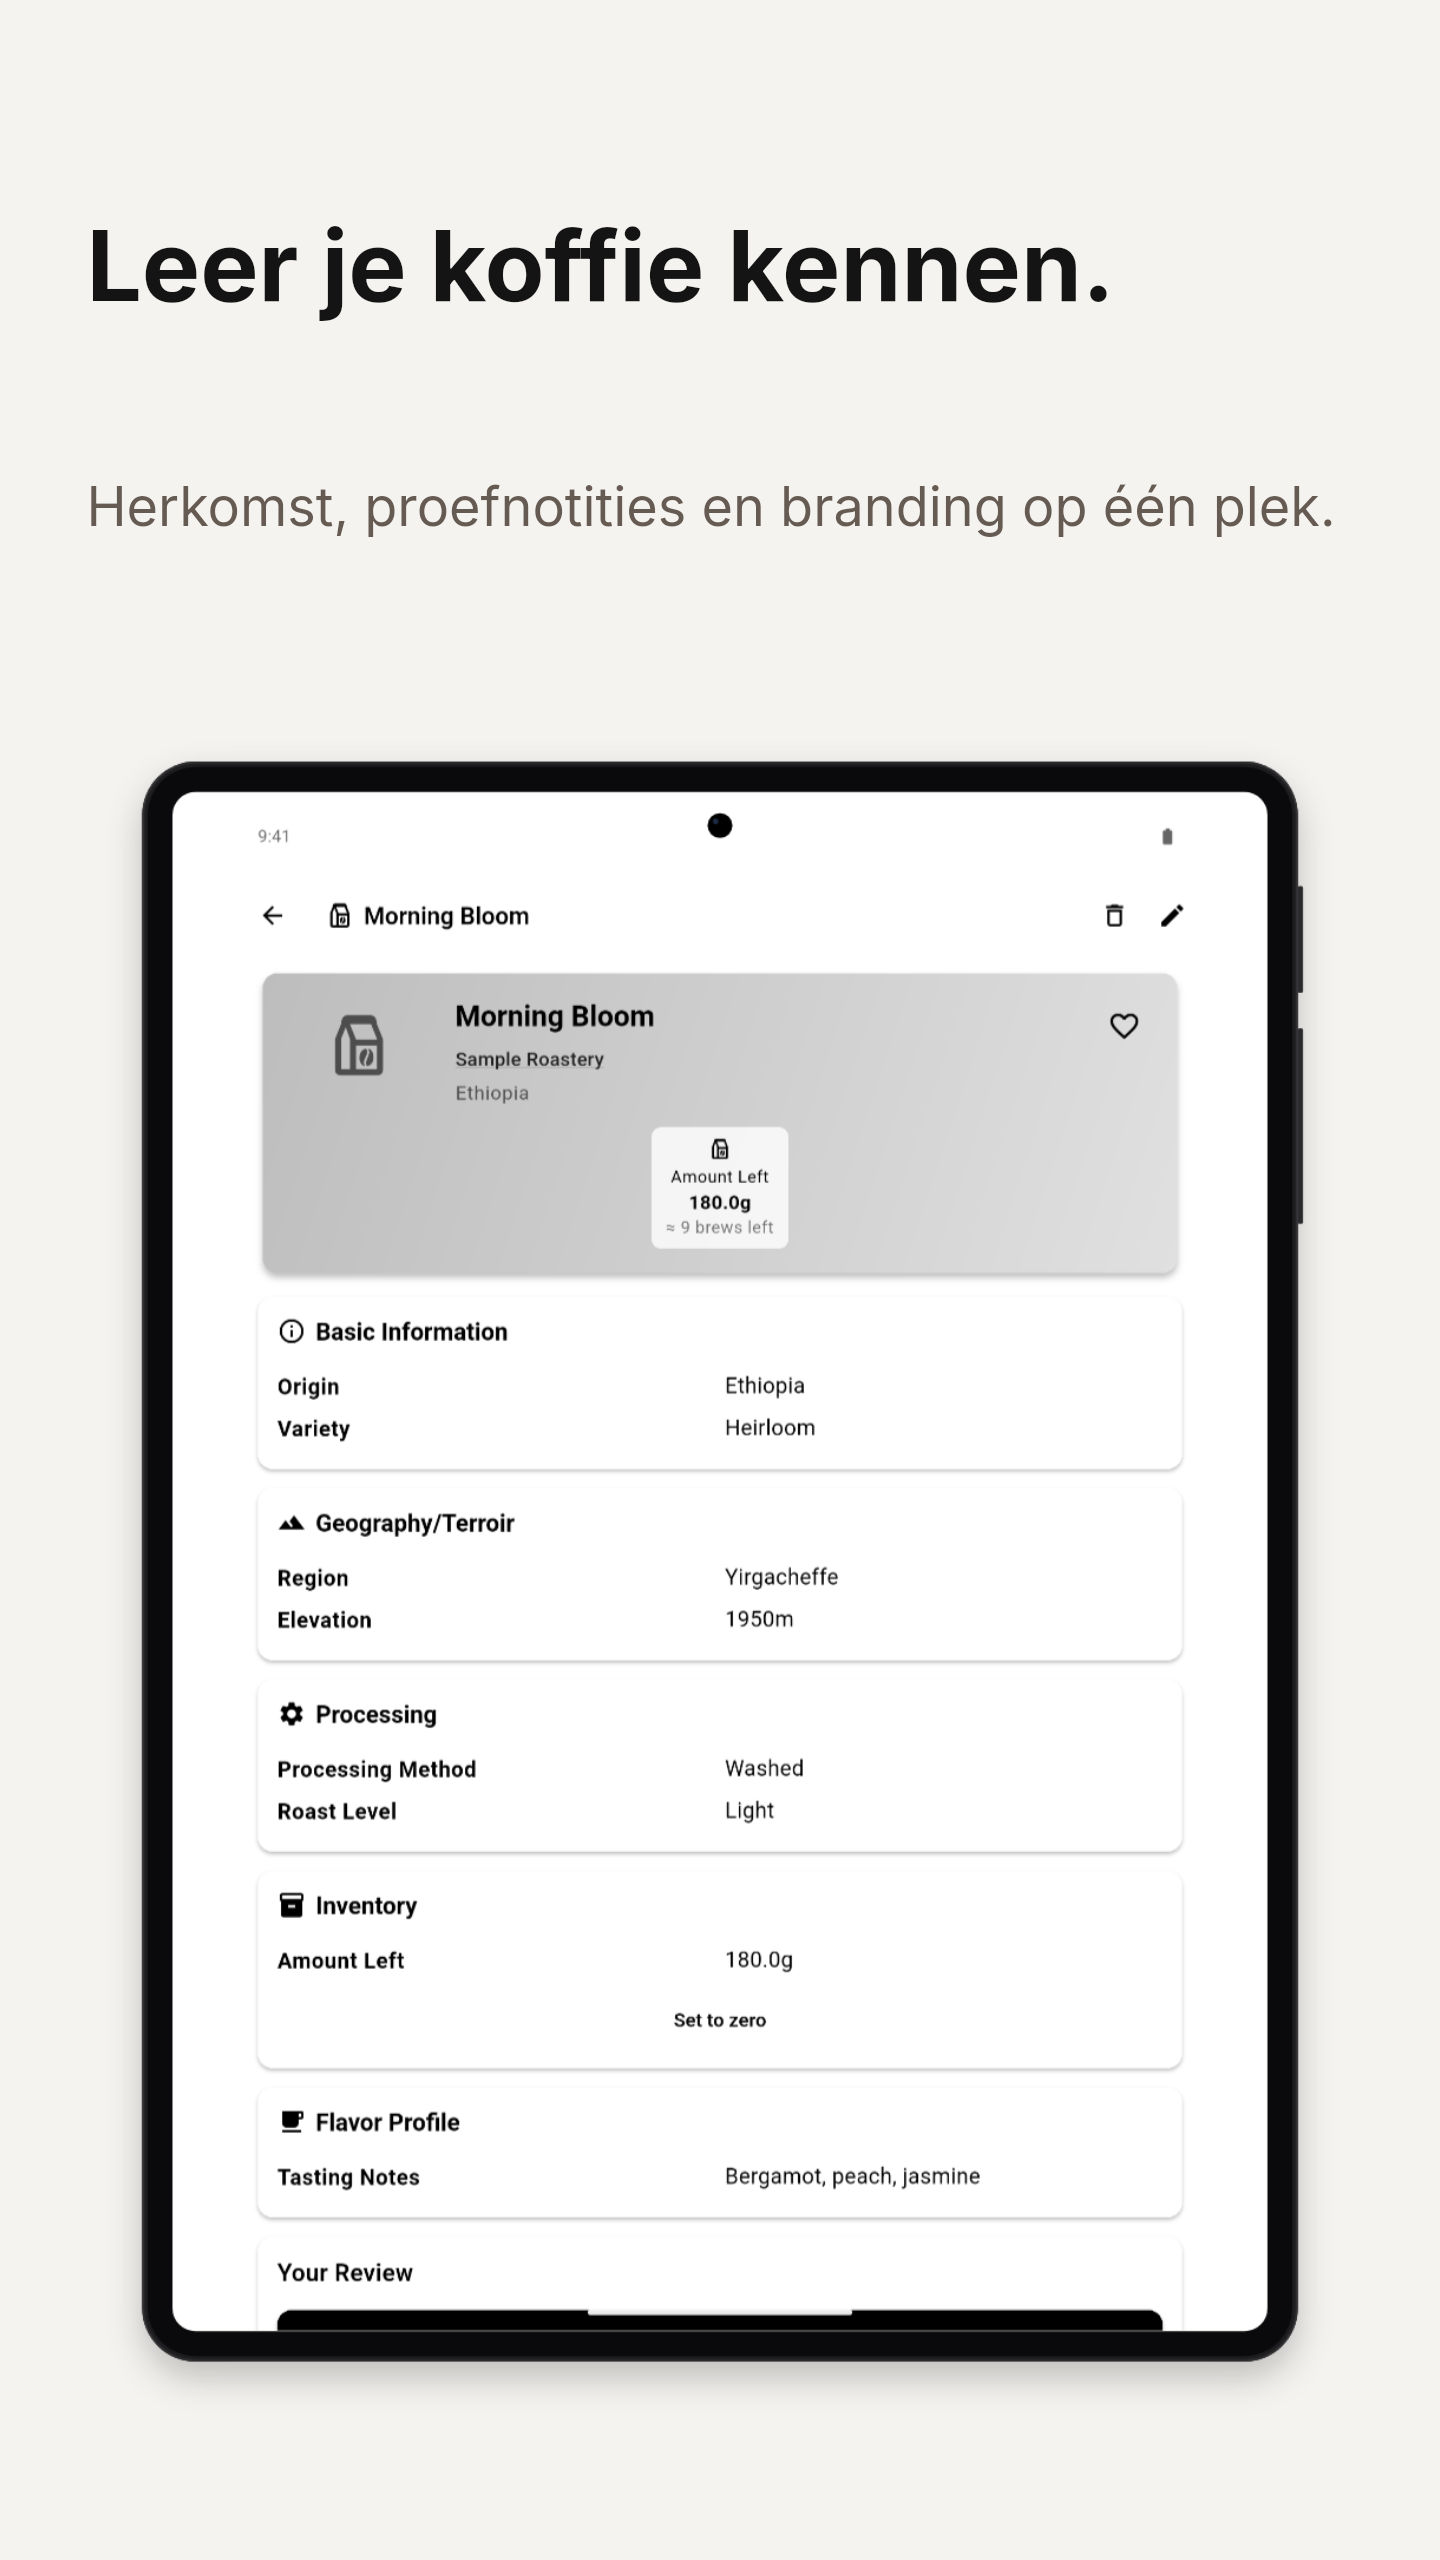 Leer je koffie kennen.
Herkomst, proefnotities en branding op één plek.
9:41
Morning Bloom
Morning Bloom
Sample Roastery
Ethiopia
Amount Left
180.0g
≈ 9 brews left
Basic Information
Origin Ethiopia
Variety Heirloom
Geography/Terroir
Region Yirgacheffe
Elevation 1950m
Processing
Processing Method Washed
Roast Level Light
Inventory
Amount Left 180.0g
Set to zero
Flavor Profile
Tasting Notes Bergamot, peach, jasmine
Your Review